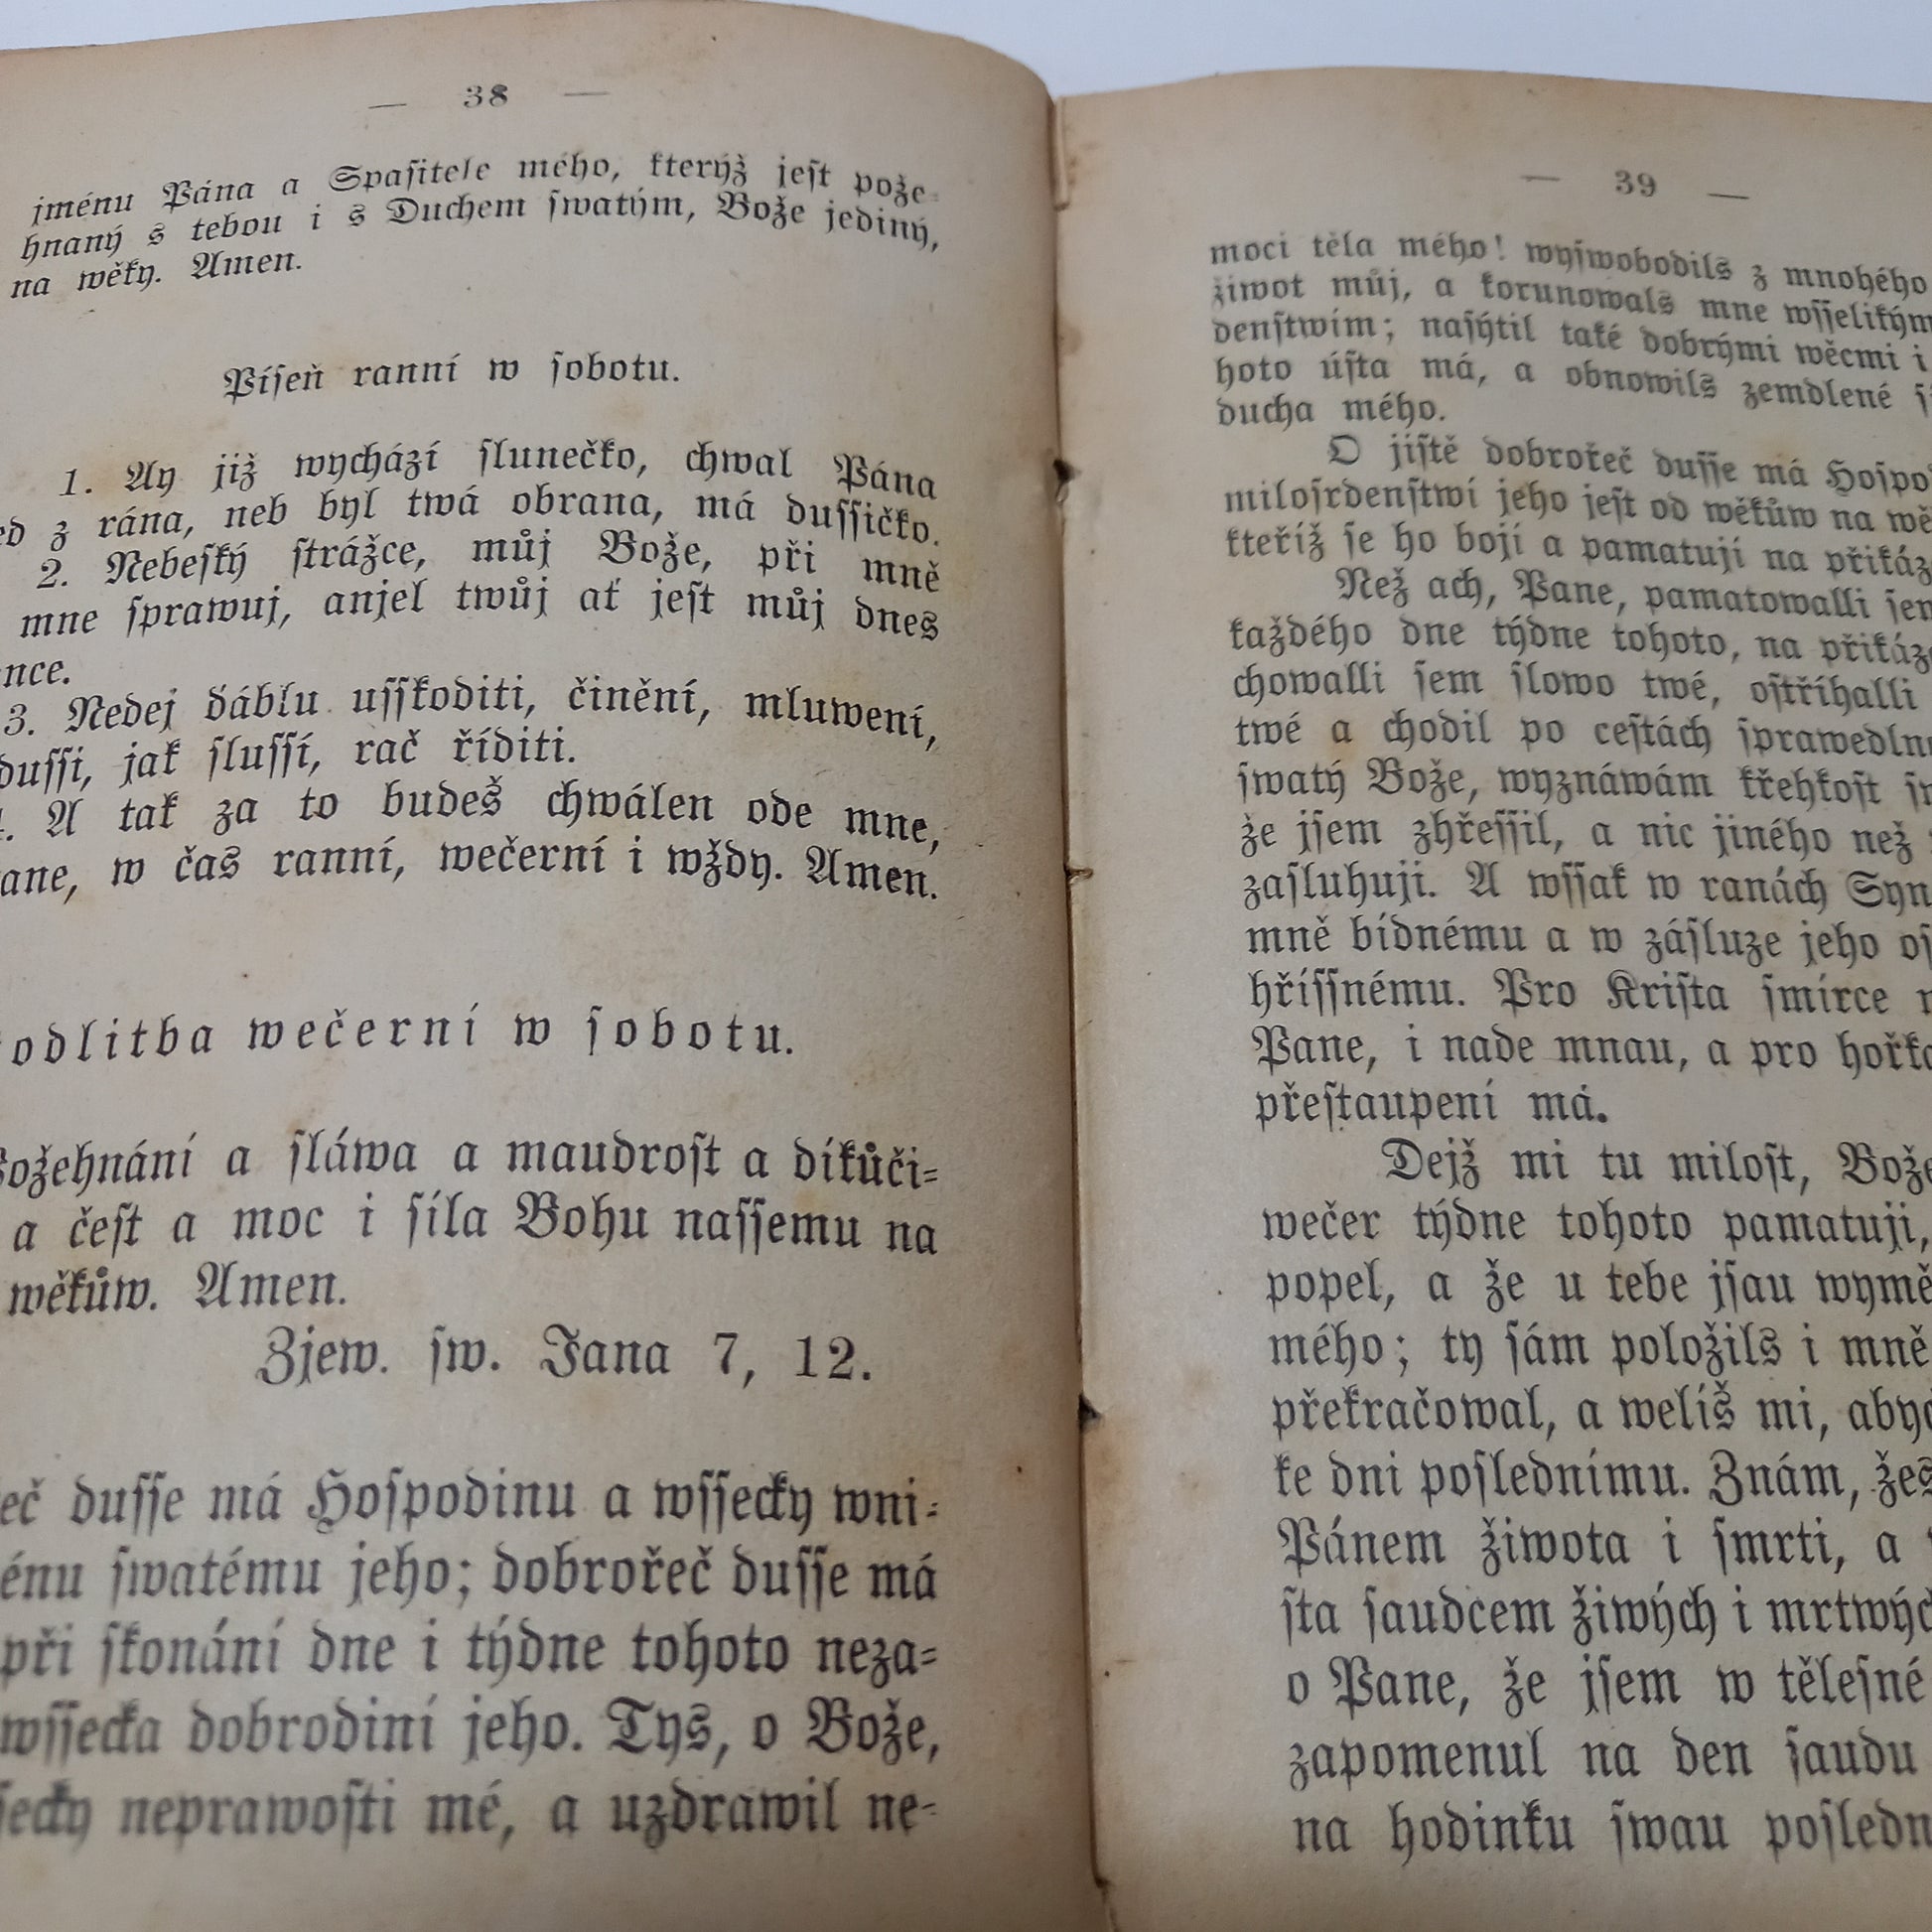 — 38 —
jménu Pána a Spaſitele mého, kterýž jeſt pože-
hnaný s tebou i s Duchem ſwatým, Bože jediný,
na wěky. Amen.
Píſeň ranní w ſobotu.
1. Ay již wychází ſlunečko, chwal Pána
z rána, neb byl twá obrana, má duſſičko.
2. Nebeſký ſtrážce, můj Bože, při mně
mne ſprawuj, anjel twůj ať jeſt můj dnes
3. Nedej ďáblu uſſkoditi, činění, mluwení,
duſſi, jak ſluſſí, rač říditi.
A tak za to budeš chwálen ode mne,
w čas ranní, wečerní i wždy. Amen.
wečerní w ſobotu.
a ſláwa a maudroſt a díkůči-
a čeſt a moc i ſíla Bohu naſſemu na
wěkůw. Amen.
Zjew. ſw. Jana 7, 12.
duſſe má Hoſpodinu a wſſecky wni-
ſwatému jeho; dobrořeč duſſe má
při ſkonání dne i týdne tohoto neza-
wſſecka dobrodiní jeho. Tys, o Bože,
neprawoſti mé, a uzdrawil ne-
— 39 —
moci těla mého! wyſwobodils z mnohého
žiwot můj, a korunowals mne wſſelikým
denſtwím; naſýtil také dobrými wěcmi i
hoto úſta má, a obnowils zemdlené
ducha mého.
O jiſtě dobrořeč duſſe má
miloſrdenſtwí jeho jeſt od wěkůw na
kteříž ſe ho bojí a pamatují na
Než ach, Pane, pamatowalli
každého dne týdne tohoto, na
chowalli ſem ſlowo twé, oſtříhalli
twé a chodil po ceſtách
ſwatý Bože, wyznáwám křehkoſt
že jſem zhřeſſil, a nic jiného než
zaſluhuji. A wſſak w ranách
mně bídnému a w záſluze jeho
hříſſnému. Pro Kriſta ſmírce
Pane, i nade mnau, a pro
přeſtaupení má.
Dejž mi tu miloſt, Bože
wečer týdne tohoto pamatuji,
popel, a že u tebe jſau
mého; ty ſám položils i mně
překračowal, a welíš mi,
ke dni poſlednímu. Znám, žes
Pánem žiwota i ſmrti, a
ſta ſaudcem žiwých i
o Pane, že jſem w těleſné
zapomenul na den ſaudu
na hodinku ſwau